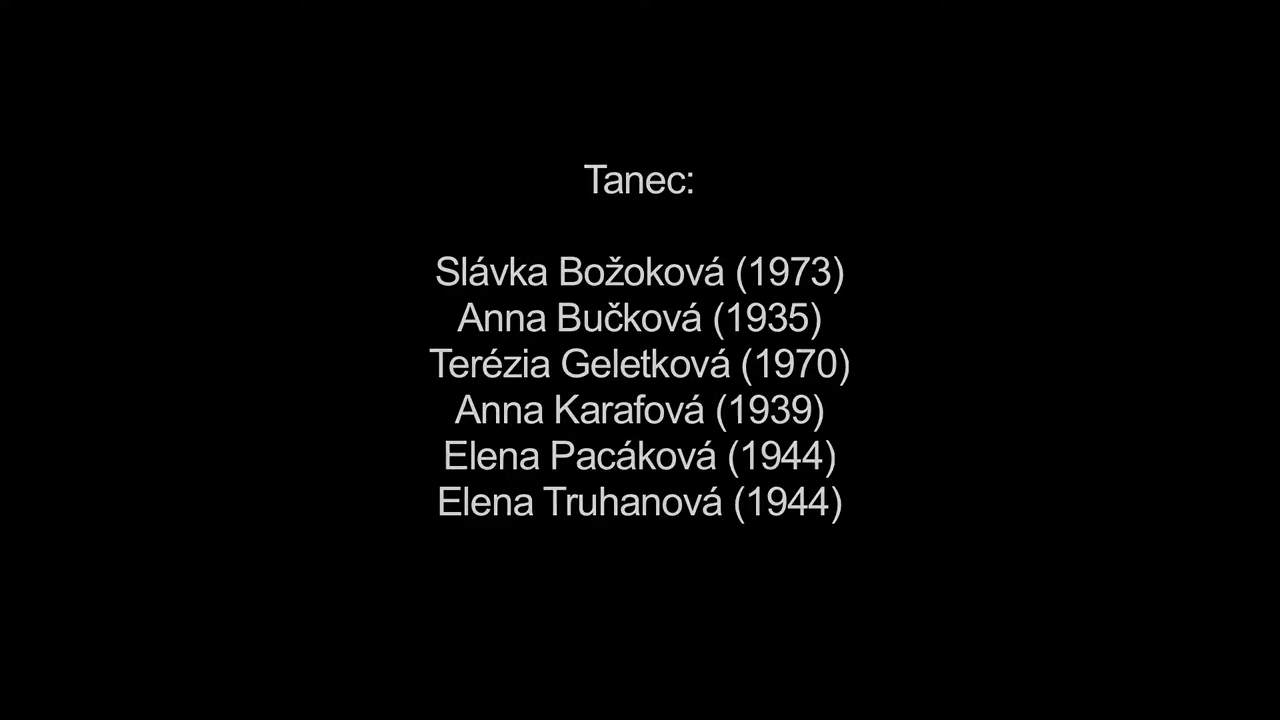 Tanec:
Slávka Božoková (1973)
Anna Bučková (1935)
Terézia Geletková (1970)
Anna Karafová (1939)
Elena Pacáková (1944)
Elena Truhanová (1944)